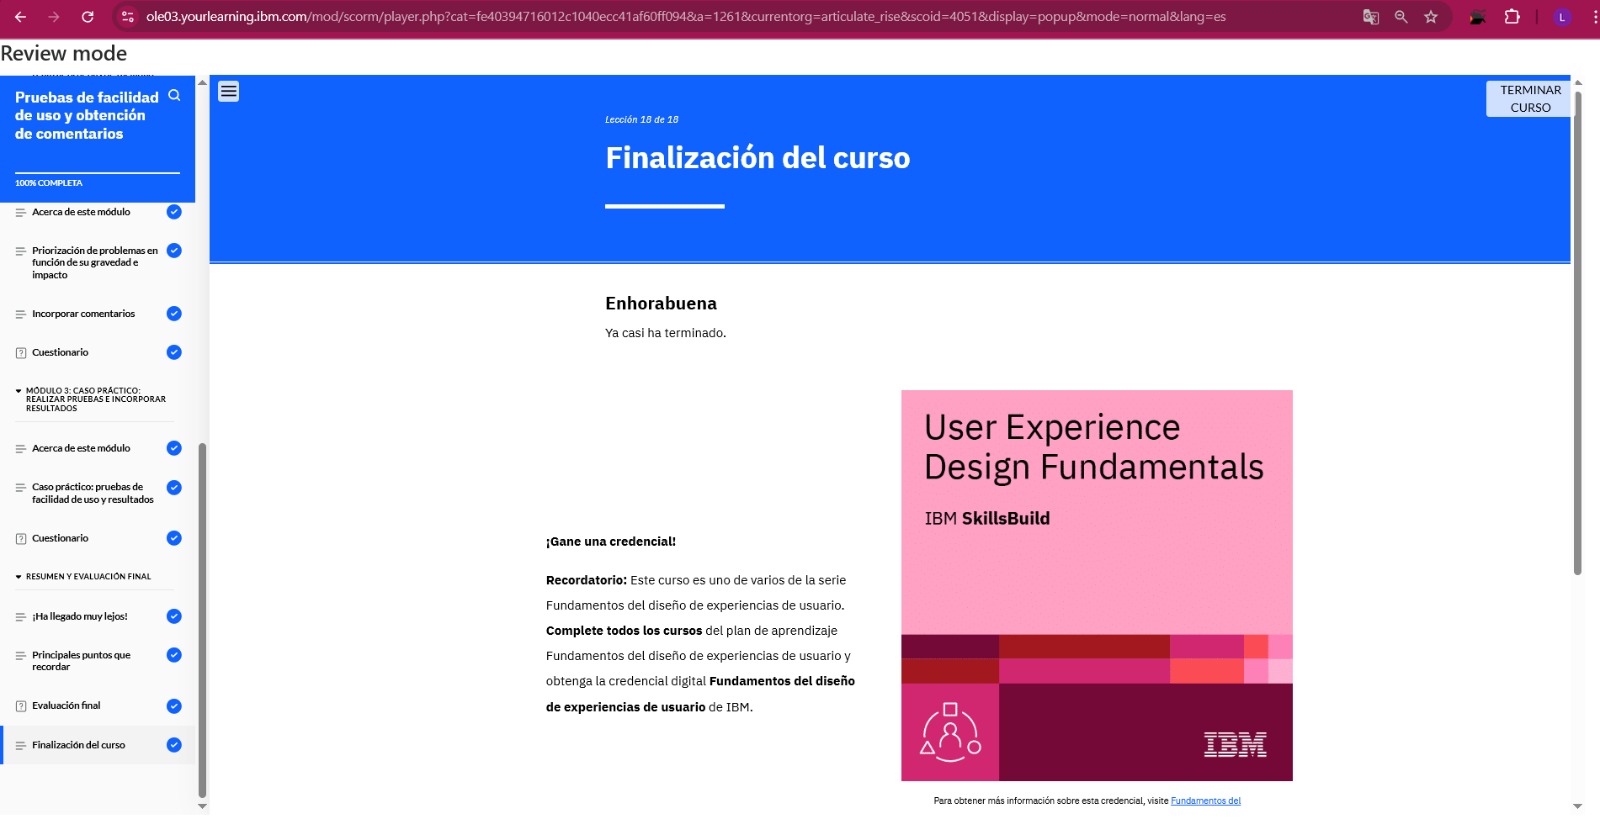 ole03.yourlearning.ibm.com/mod/scorm/player.php?cat=fe40394716012c1040ecc41af60ff094&a=1261&currentorg=articulate_rise&scoid=4051&display=popup&mode=normal&lang=es
L
Review mode
Pruebas de facilidad
de uso y obtención
de comentarios
100% COMPLETA
Acerca de este módulo
Priorización de problemas en
función de su gravedad e
impacto
Incorporar comentarios
Cuestionario
MÓDULO 3: CASO PRÁCTICO:
REALIZAR PRUEBAS E INCORPORAR
RESULTADOS
Acerca de este módulo
Caso práctico: pruebas de
facilidad de uso y resultados
Cuestionario
RESUMEN Y EVALUACIÓN FINAL
¡Ha llegado muy lejos!
Principales puntos que
recordar
Evaluación final
Finalización del curso
TERMINAR
CURSO
Lección 18 de 18
Finalización del curso
Enhorabuena
Ya casi ha terminado.
¡Gane una credencial!
Recordatorio: Este curso es uno de varios de la serie
Fundamentos del diseño de experiencias de usuario.
Complete todos los cursos del plan de aprendizaje
Fundamentos del diseño de experiencias de usuario y
obtenga la credencial digital Fundamentos del diseño
de experiencias de usuario de IBM.
User Experience
Design Fundamentals
IBM SkillsBuild
IBM
Para obtener más información sobre esta credencial, visite Fundamentos del